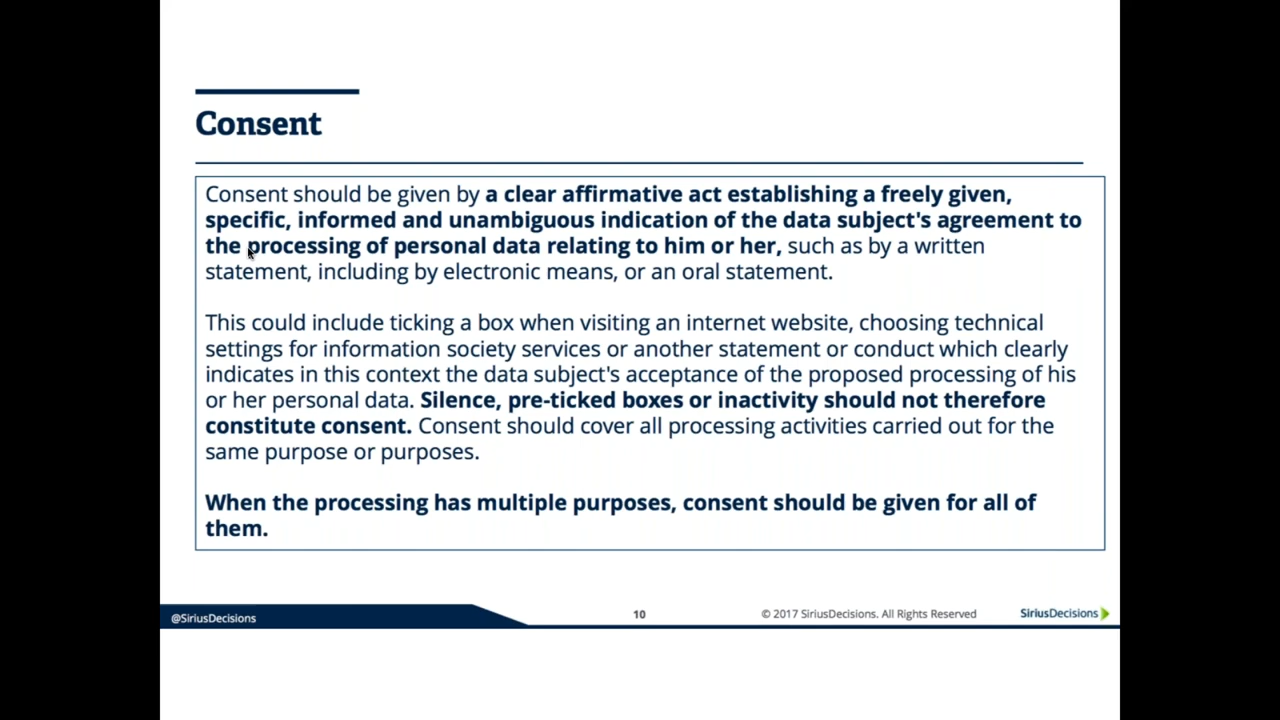 Consent
Consent should be given by a clear affirmative act establishing a freely given,
specific, informed and unambiguous indication of the data subject's agreement to
the processing of personal data relating to him or her, such as by a written
statement, including by electronic means, or an oral statement.
This could include ticking a box when visiting an internet website, choosing technical
settings for information society services or another statement or conduct which clearly
indicates in this context the data subject's acceptance of the proposed processing of his
or her personal data. Silence, pre-ticked boxes or inactivity should not therefore
constitute consent. Consent should cover all processing activities carried out for the
same purpose or purposes.
When the processing has multiple purposes, consent should be given for all of
them.
@SiriusDecisions
10
© 2017 SiriusDecisions. All Rights Reserved
SiriusDecisions